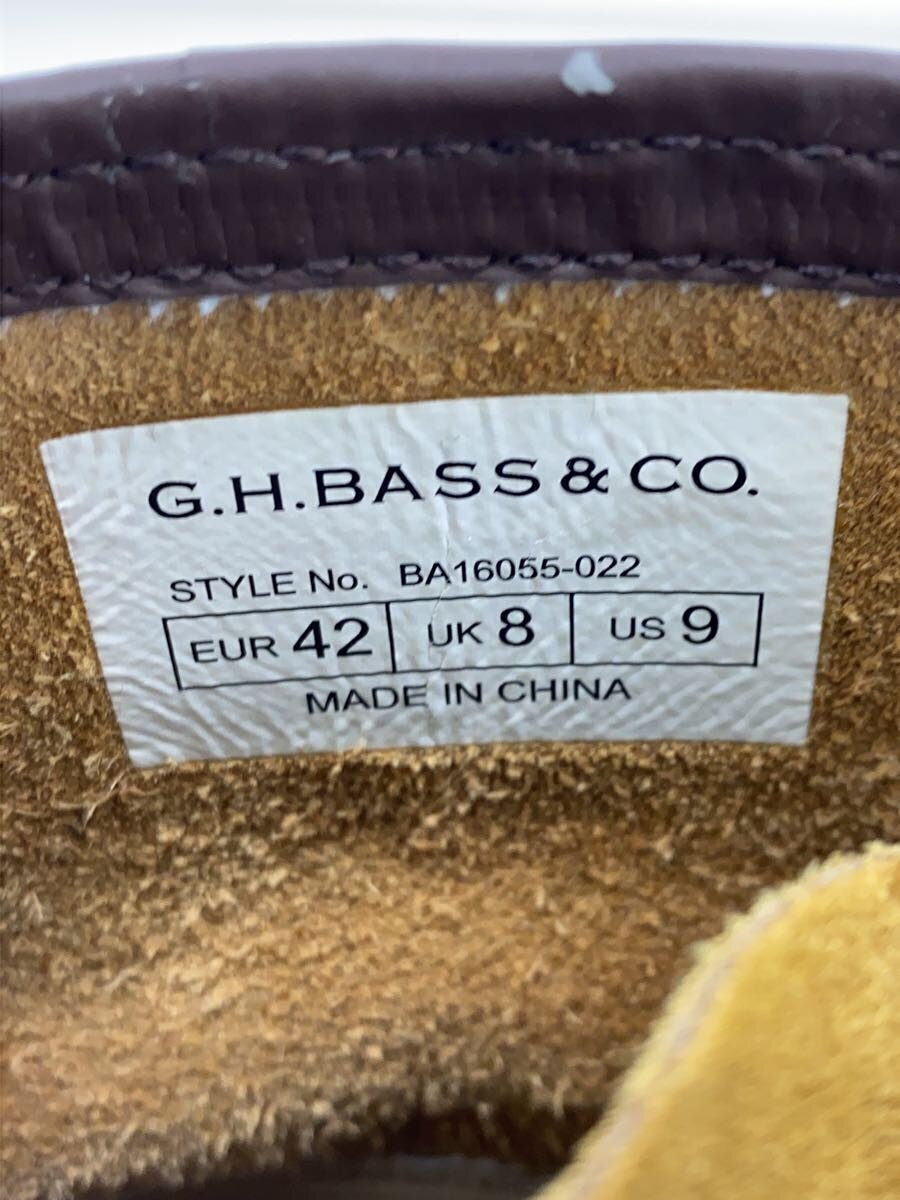 G.H.BASS & CO.
STYLE No. BA16055-022
EUR 42 UK 8 US 9
MADE IN CHINA